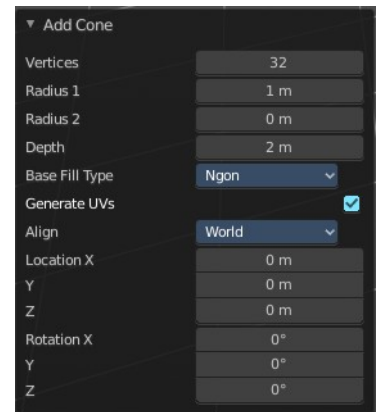 Add Cone
Vertices 32
Radius 1 1 m
Radius 2 0 m
Depth 2 m
Base Fill Type Ngon
Generate UVs
Align World
Location X 0 m
Y 0 m
Z 0 m
Rotation X 0°
Y 0°
Z 0°